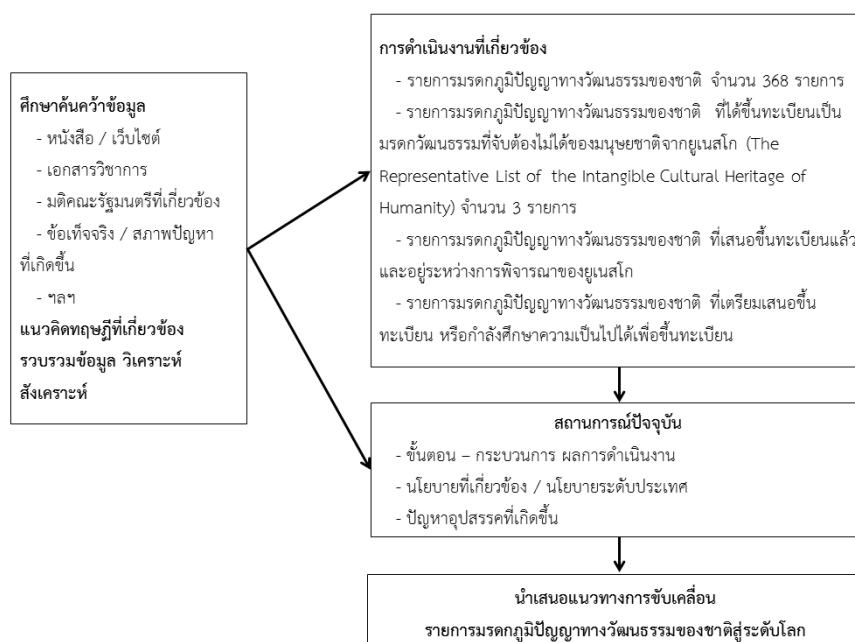 ศึกษาค้นคว้าข้อมูล
- หนังสือ / เว็บไซต์
- เอกสารวิชาการ
- มติคณะรัฐมนตรีที่เกี่ยวข้อง
- ข้อเท็จจริง / สภาพปัญหา
ที่เกิดขึ้น
- ฯลฯ
แนวคิดทฤษฎีที่เกี่ยวข้อง
รวบรวมข้อมูล วิเคราะห์
สังเคราะห์
การดำเนินงานที่เกี่ยวข้อง
- รายการมรดกภูมิปัญญาทางวัฒนธรรมของชาติ จำนวน 368 รายการ
- รายการมรดกภูมิปัญญาทางวัฒนธรรมของชาติ ที่ได้ขึ้นทะเบียนเป็น
มรดกวัฒนธรรมที่จับต้องไม่ได้ของมนุษยชาติจากยูเนสโก (The
Representative List of the Intangible Cultural Heritage of
Humanity) จำนวน 3 รายการ
- รายการมรดกภูมิปัญญาทางวัฒนธรรมของชาติ ที่เสนอขึ้นทะเบียนแล้ว
และอยู่ระหว่างการพิจารณาของยูเนสโก
- รายการมรดกภูมิปัญญาทางวัฒนธรรมของชาติ ที่เตรียมเสนอขึ้น
ทะเบียน หรือกำลังศึกษาความเป็นไปได้เพื่อขึ้นทะเบียน
สถานการณ์ปัจจุบัน
- ขั้นตอน – กระบวนการ ผลการดำเนินงาน
- นโยบายที่เกี่ยวข้อง / นโยบายระดับประเทศ
- ปัญหาอุปสรรคที่เกิดขึ้น
นำเสนอแนวทางการขับเคลื่อน
รายการมรดกภูมิปัญญาทางวัฒนธรรมของชาติสู่ระดับโลก